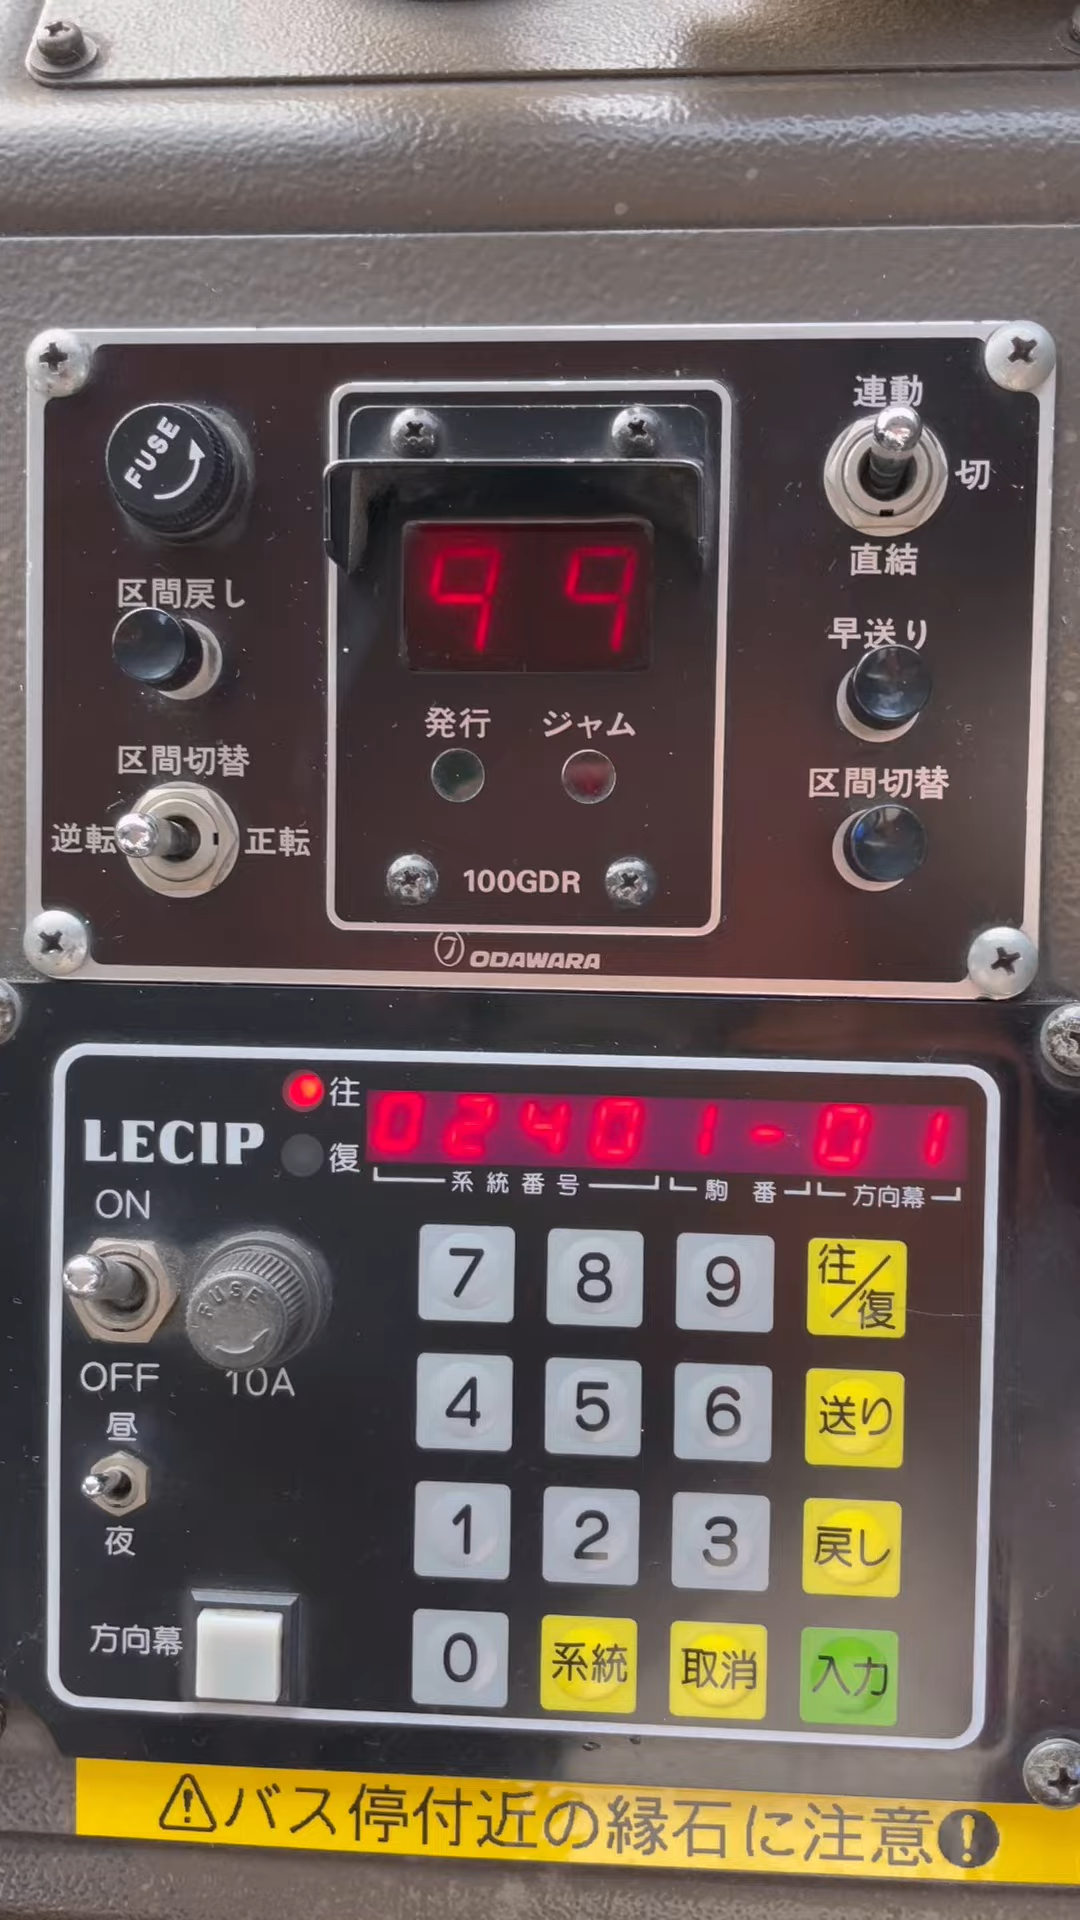 連動
FUSE
切
直結
区間戻し
99
早送り
発行 ジャム
区間切替
区間切替
逆転 正転
100GDR
⑦ ODAWARA
往
02401-01
LECIP
復
系統番号 駒番 方向幕
ON
7 8 9 往/復
FUSE
OFF 10A
昼
4 5 6 送り
夜
1 2 3 戻し
方向幕
0 系統 取消 入力
⚠バス停付近の縁石に注意!